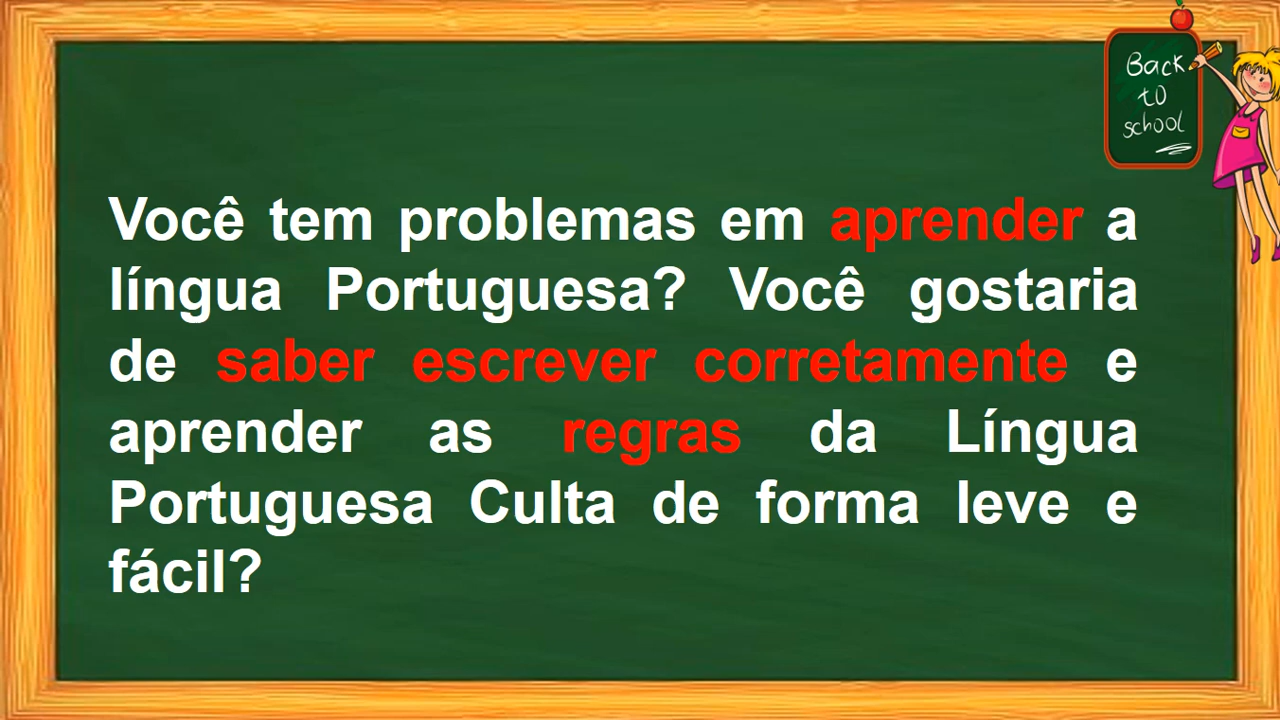 Back
to
school
Você tem problemas em aprender a
língua Portuguesa? Você gostaria
de saber escrever corretamente e
aprender as regras da Língua
Portuguesa Culta de forma leve e
fácil?